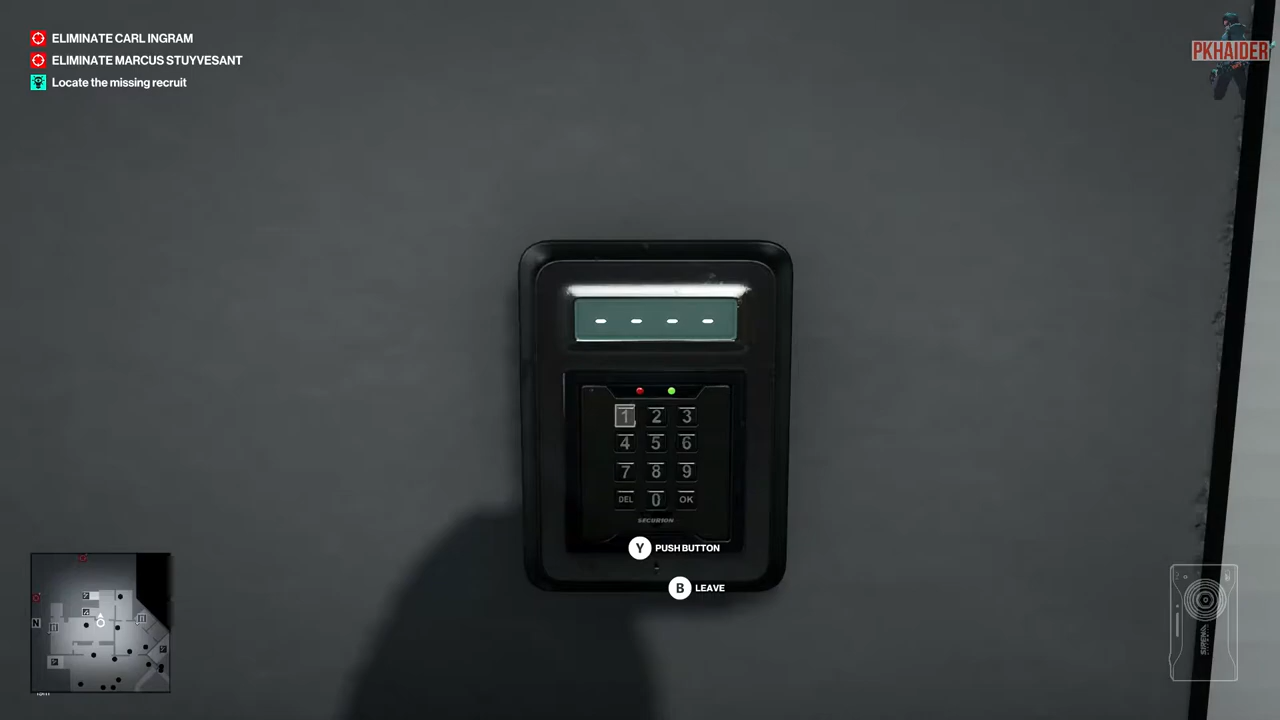 ELIMINATE CARL INGRAM
ELIMINATE MARCUS STUYVESANT
Locate the missing recruit
PKHAIDER
1 2 3
4 5 6
7 8 9
DEL 0 OK
SECURION
Y PUSH BUTTON
B LEAVE
N